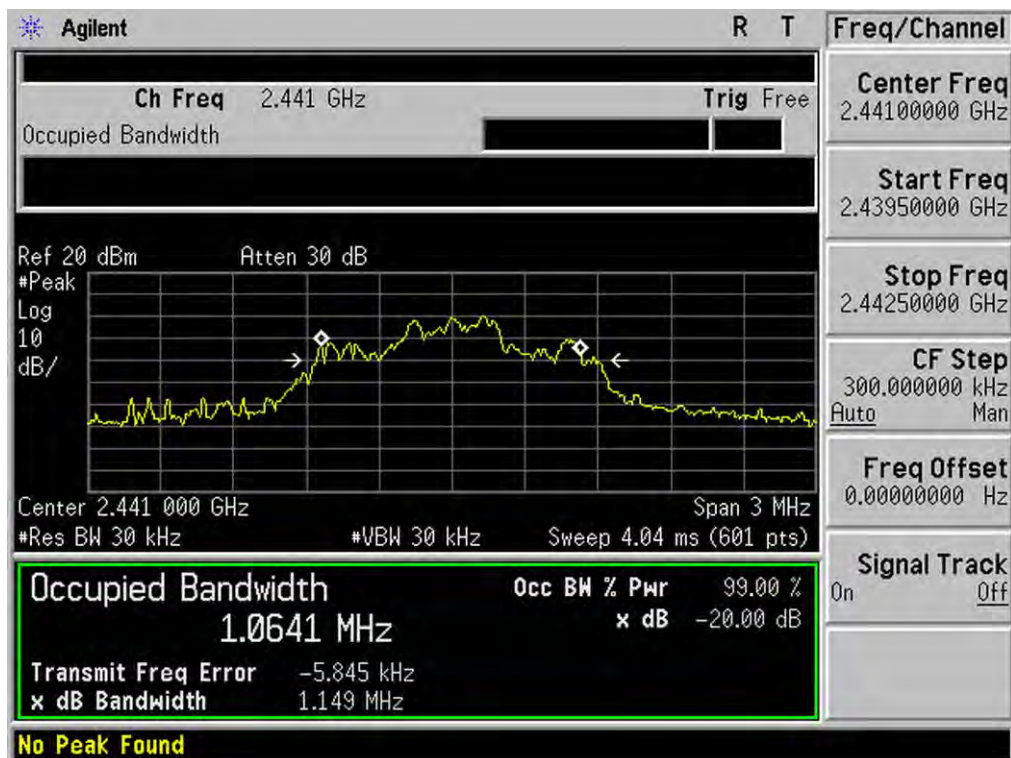 Agilent R T
Freq/Channel
Ch Freq 2.441 GHz Trig Free
Occupied Bandwidth
Center Freq
2.44100000 GHz
Start Freq
2.43950000 GHz
Stop Freq
2.44250000 GHz
CF Step
300.000000 kHz
Auto Man
Freq Offset
0.00000000 Hz
Signal Track
On Off
Ref 20 dBm Atten 30 dB
#Peak
Log
10
dB/
Center 2.441 000 GHz Span 3 MHz
#Res BW 30 kHz #VBW 30 kHz Sweep 4.04 ms (601 pts)
Occupied Bandwidth
1.0641 MHz
Occ BW % Pwr 99.00 %
x dB -20.00 dB
Transmit Freq Error -5.845 kHz
x dB Bandwidth 1.149 MHz
No Peak Found